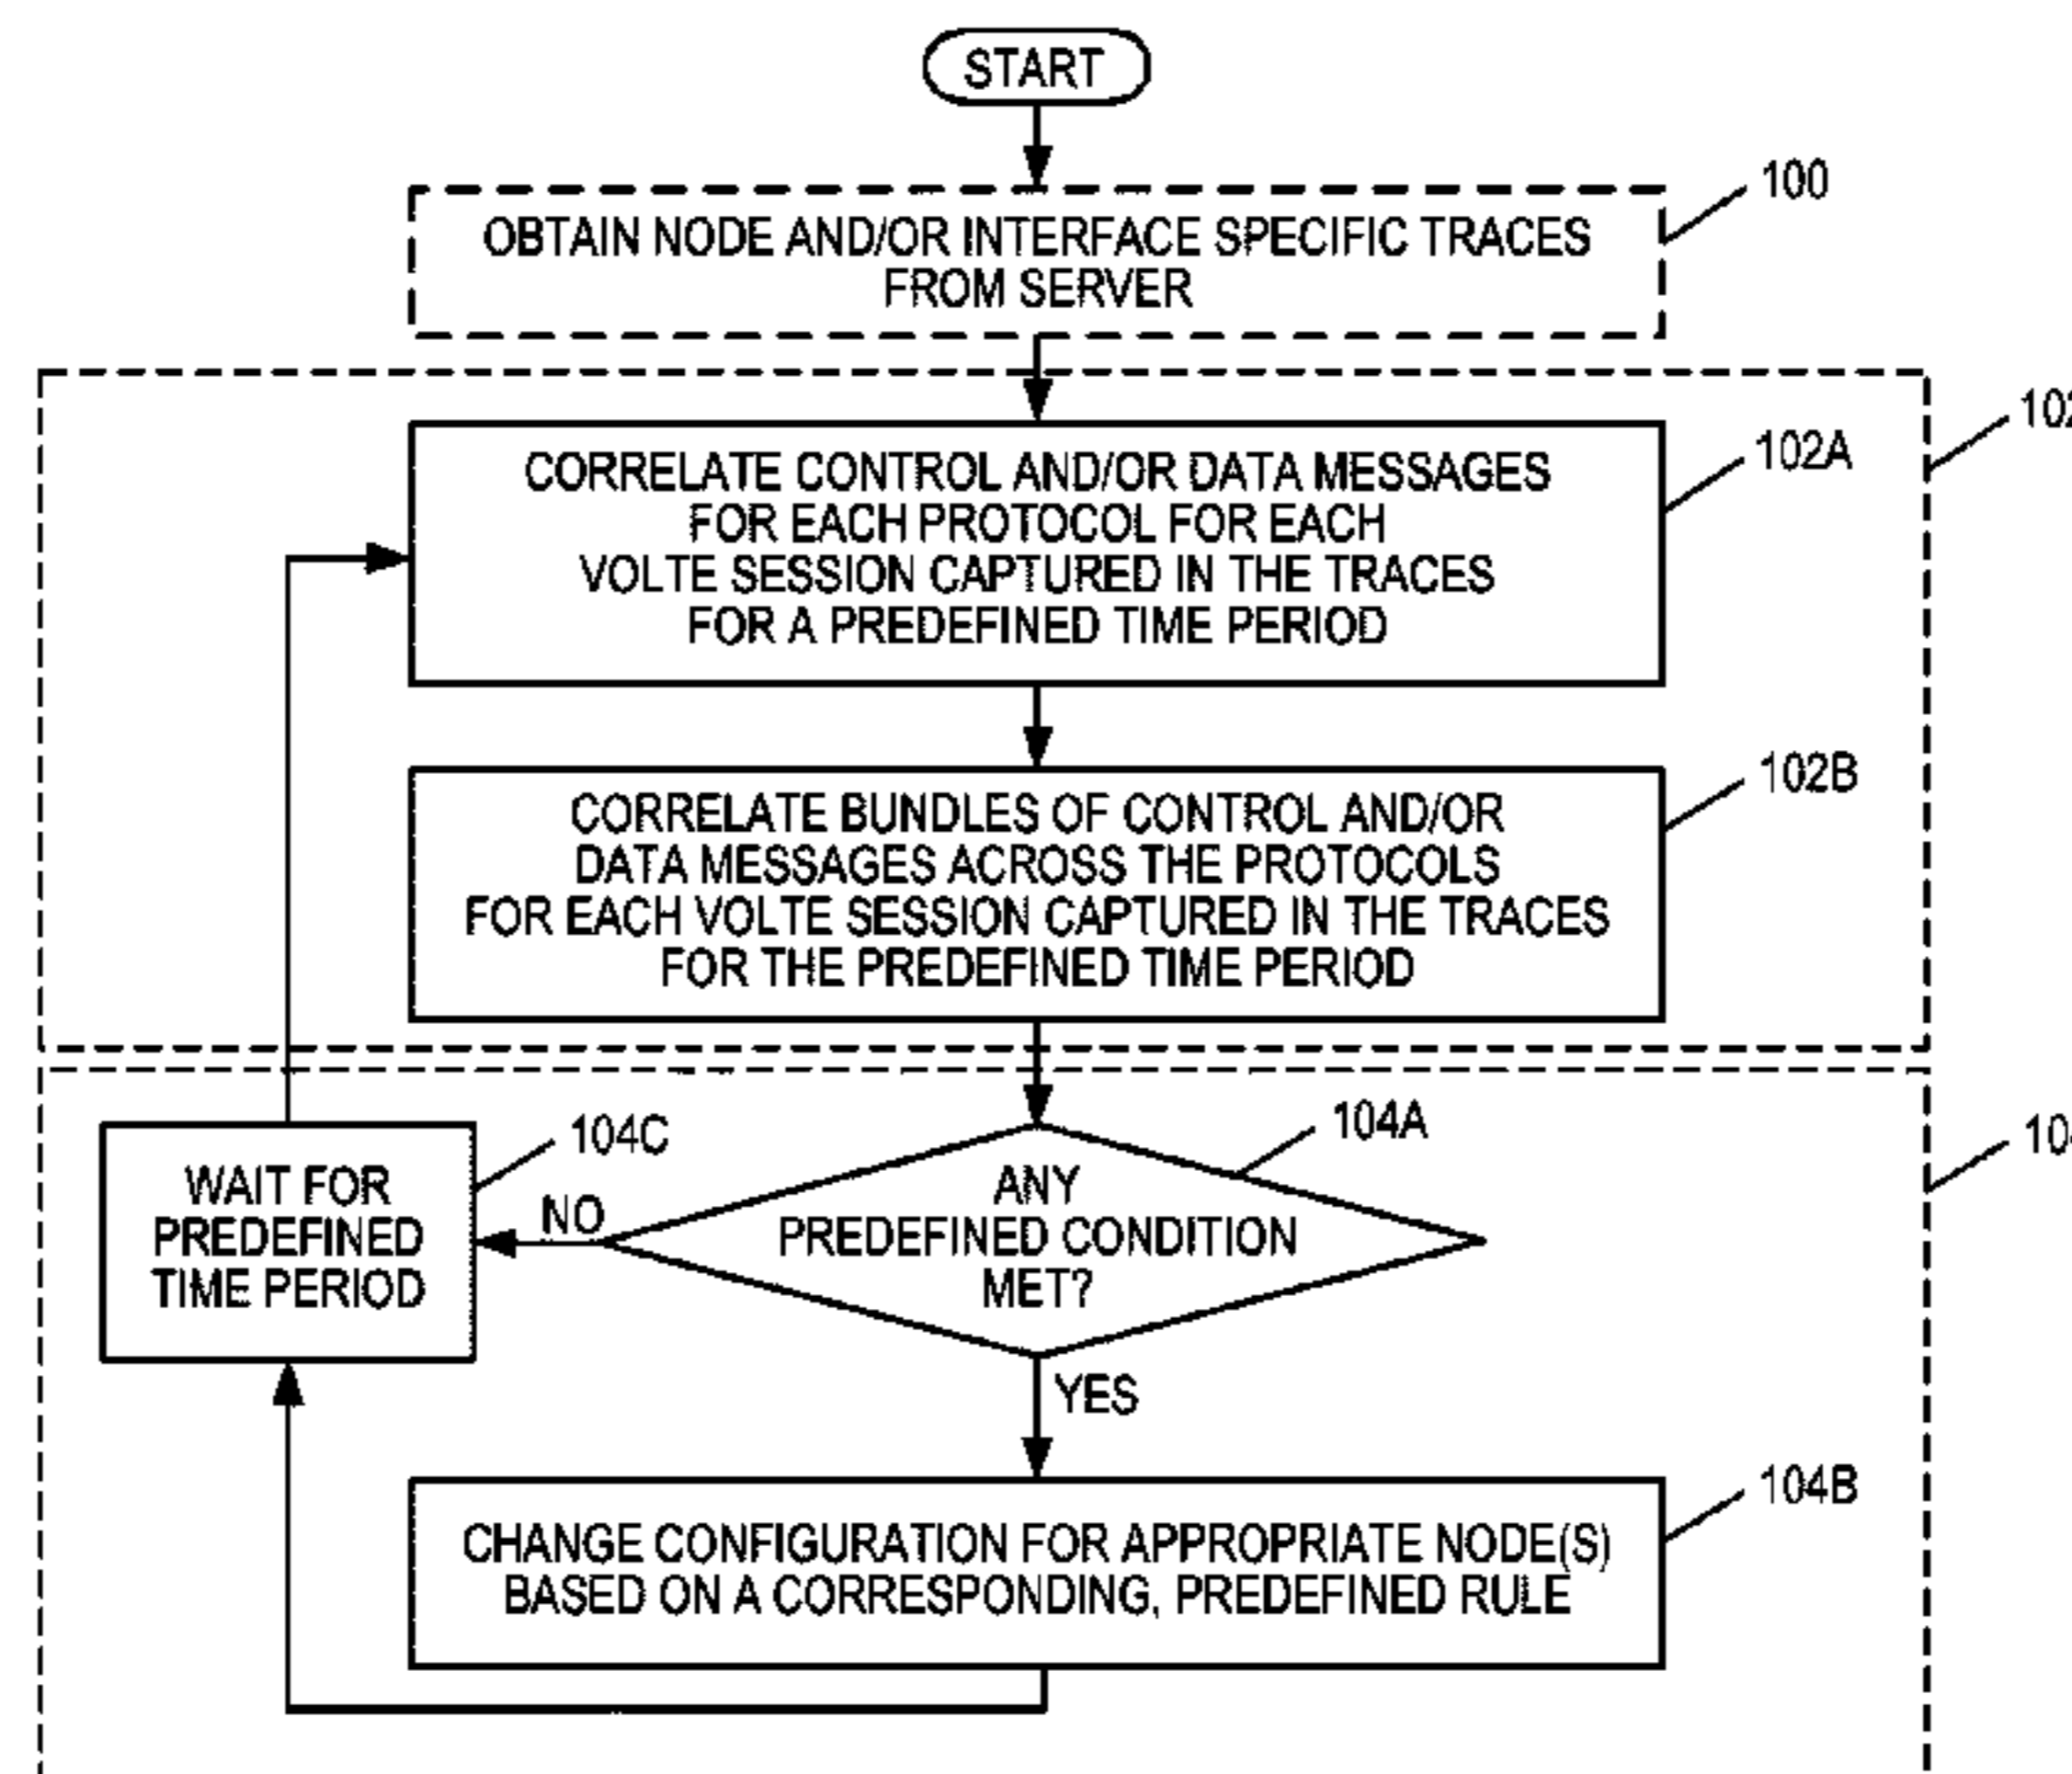 START
100
OBTAIN NODE AND/OR INTERFACE SPECIFIC TRACES
FROM SERVER
102
102A
CORRELATE CONTROL AND/OR DATA MESSAGES
FOR EACH PROTOCOL FOR EACH
VOLTE SESSION CAPTURED IN THE TRACES
FOR A PREDEFINED TIME PERIOD
102B
CORRELATE BUNDLES OF CONTROL AND/OR
DATA MESSAGES ACROSS THE PROTOCOLS
FOR EACH VOLTE SESSION CAPTURED IN THE TRACES
FOR THE PREDEFINED TIME PERIOD
104C
104A
104
WAIT FOR
PREDEFINED
TIME PERIOD
NO
ANY
PREDEFINED CONDITION
MET?
YES
104B
CHANGE CONFIGURATION FOR APPROPRIATE NODE(S)
BASED ON A CORRESPONDING, PREDEFINED RULE